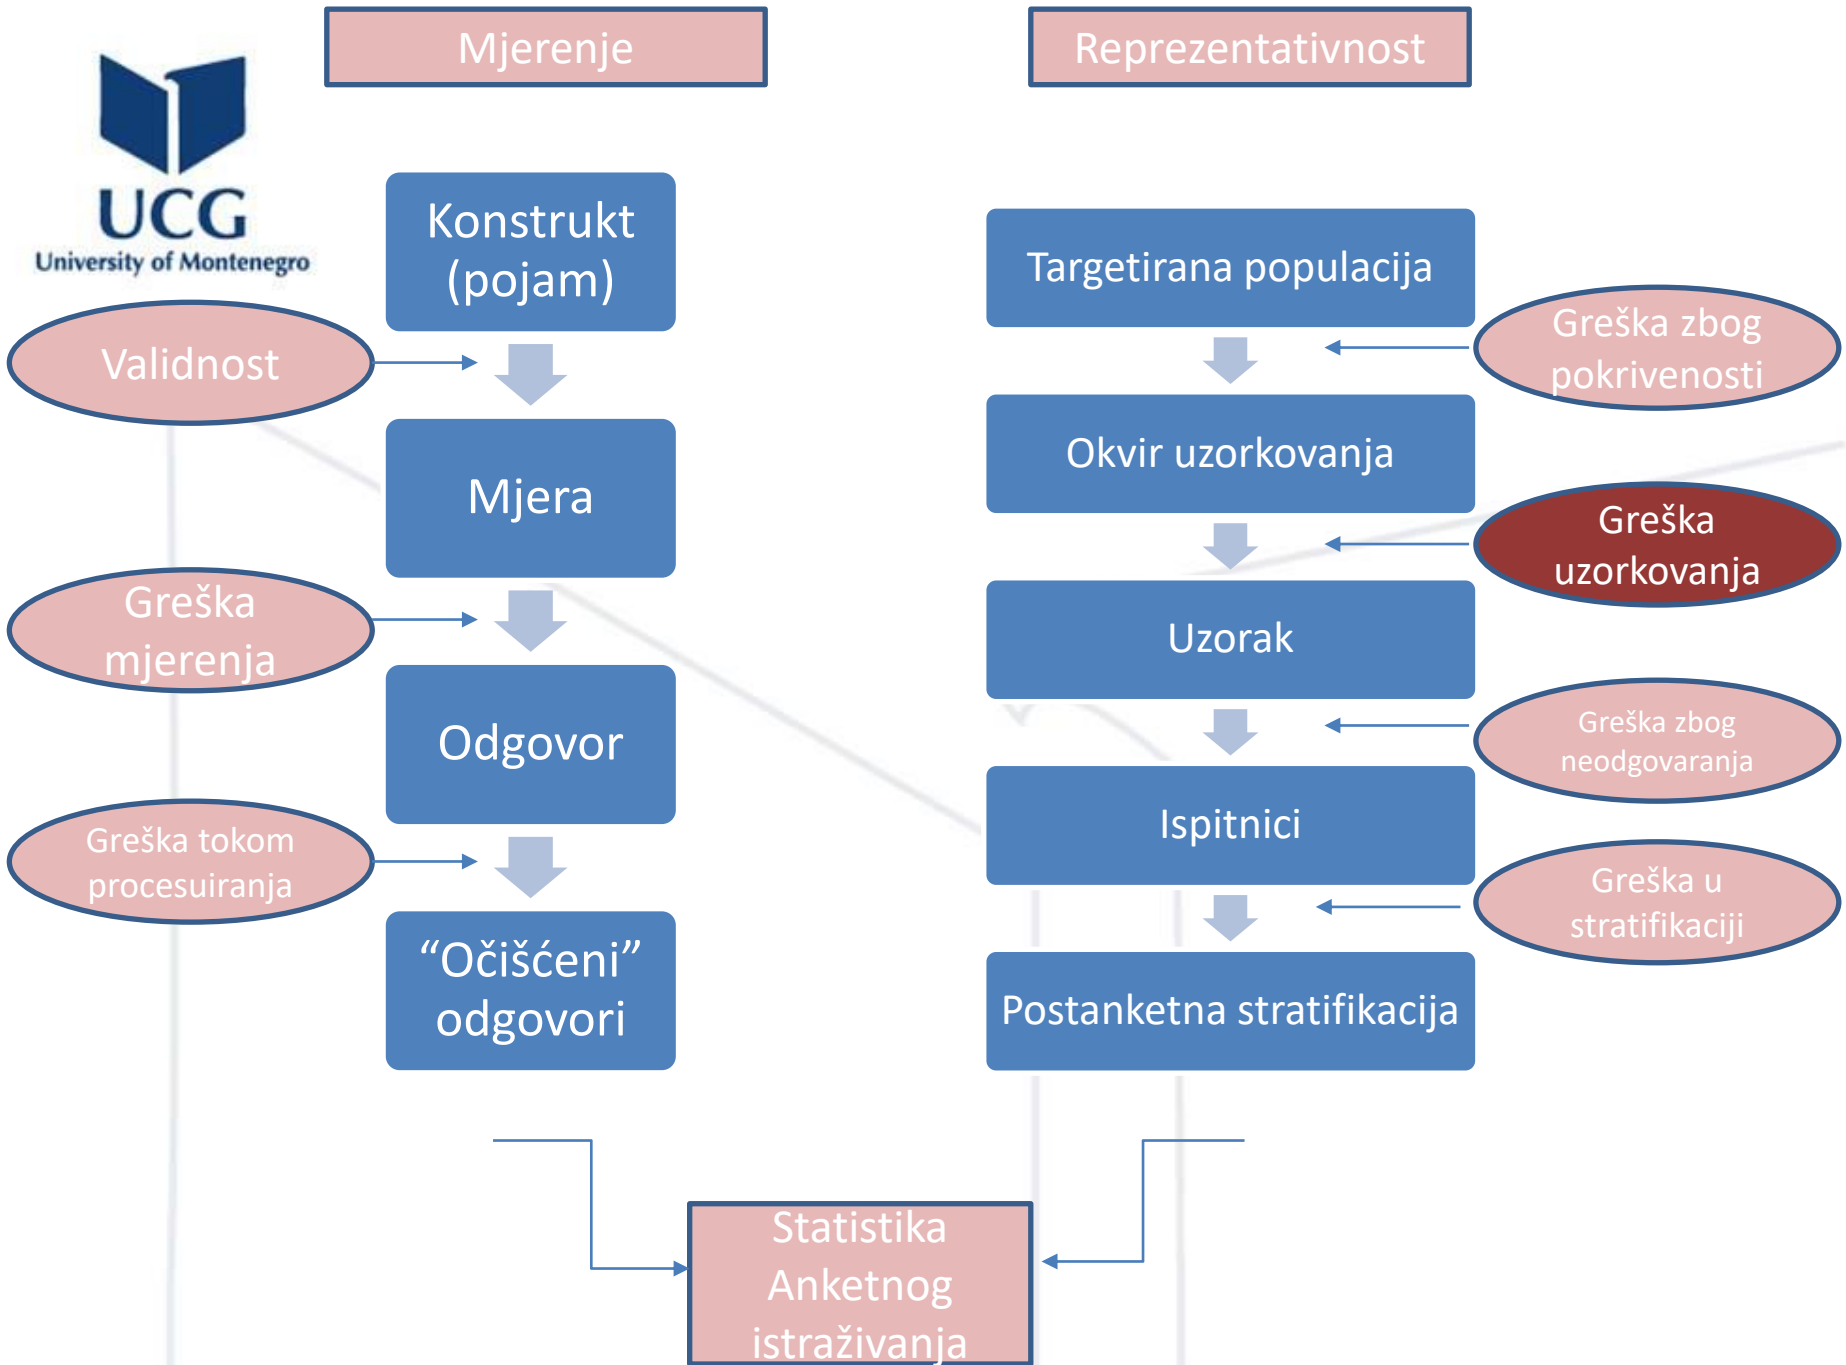 Mjerenje
Reprezentativnost
UCG
University of Montenegro
Konstrukt
(pojam)
Validnost
Mjera
Greška
mjerenja
Odgovor
Greška tokom
procesuiranja
“Očišćeni”
odgovori
Targetirana populacija
Greška zbog
pokrivenosti
Okvir uzorkovanja
Greška
uzorkovanja
Uzorak
Greška zbog
neodgovaranja
Ispitnici
Greška u
stratifikaciji
Postanketna stratifikacija
Statistika
Anketnog
istraživanja